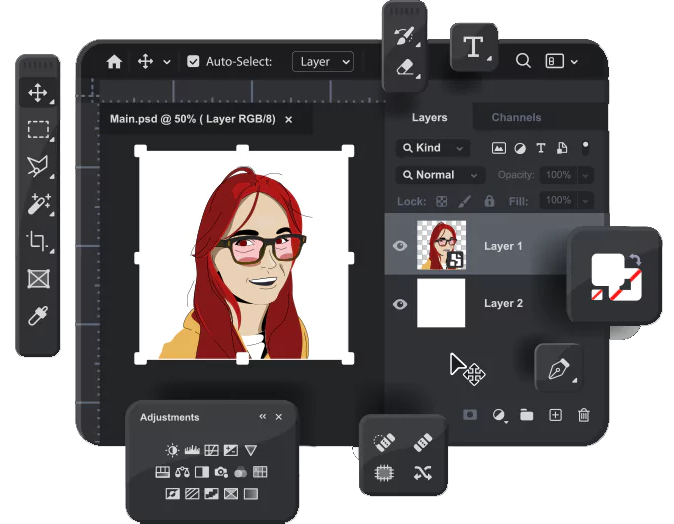 Auto-Select:
Layer
T
Main.psd @ 50% ( Layer RGB/8) ×
Layers
Channels
Kind
T
Normal
Opacity:
100%
Lock:
Fill:
100%
Layer 1
Layer 2
Adjustments